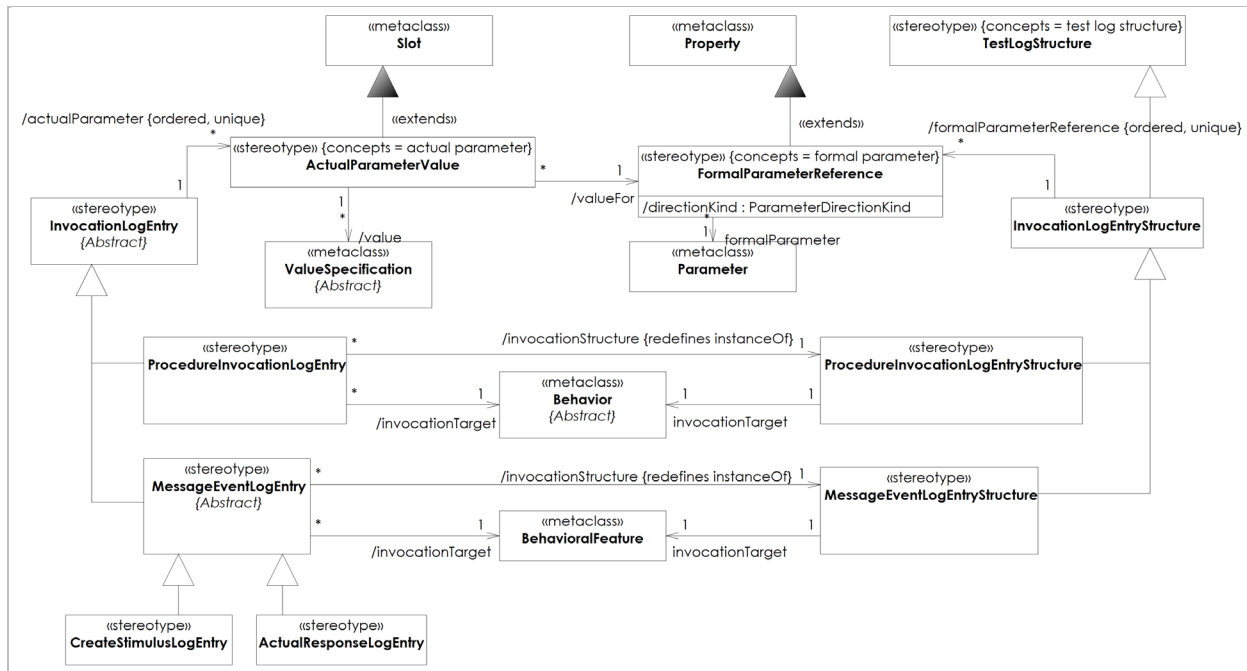 «metaclass»
Slot
«metaclass»
Property
«stereotype» {concepts = test log structure}
TestLogStructure
/actualParameter {ordered, unique}
*
«extends»
«extends»
/formalParameterReference {ordered, unique}
*
«stereotype» {concepts = actual parameter}
ActualParameterValue
*
1
/valueFor
«stereotype» {concepts = formal parameter}
FormalParameterReference
/directionKind : ParameterDirectionKind
1
1
«stereotype»
InvocationLogEntry
{Abstract}
1
*
/value
*
1
formalParameter
«stereotype»
InvocationLogEntryStructure
«metaclass»
ValueSpecification
{Abstract}
«metaclass»
Parameter
«stereotype»
ProcedureInvocationLogEntry
*
/invocationStructure {redefines instanceOf}
1
«stereotype»
ProcedureInvocationLogEntryStructure
*
1
/invocationTarget
«metaclass»
Behavior
{Abstract}
1
1
invocationTarget
«stereotype»
MessageEventLogEntry
{Abstract}
*
/invocationStructure {redefines instanceOf}
1
«stereotype»
MessageEventLogEntryStructure
*
1
/invocationTarget
«metaclass»
BehavioralFeature
1
1
invocationTarget
«stereotype»
CreateStimulusLogEntry
«stereotype»
ActualResponseLogEntry